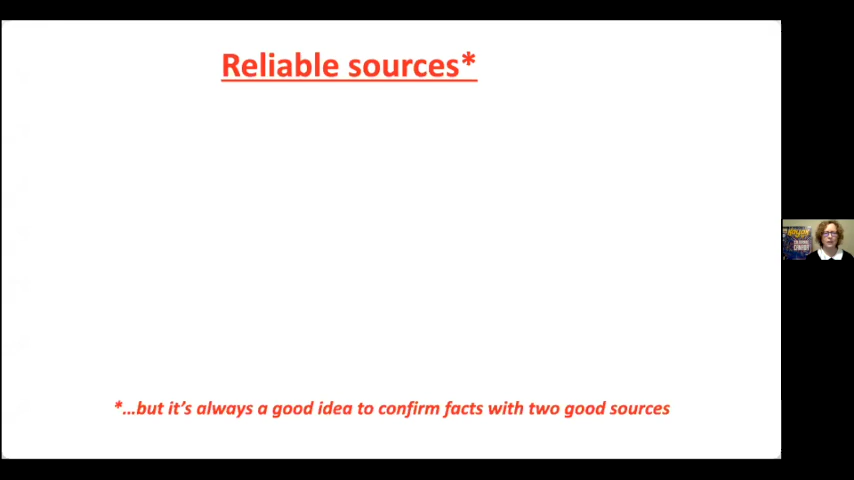 Reliable sources*
*...but it's always a good idea to confirm facts with two good sources